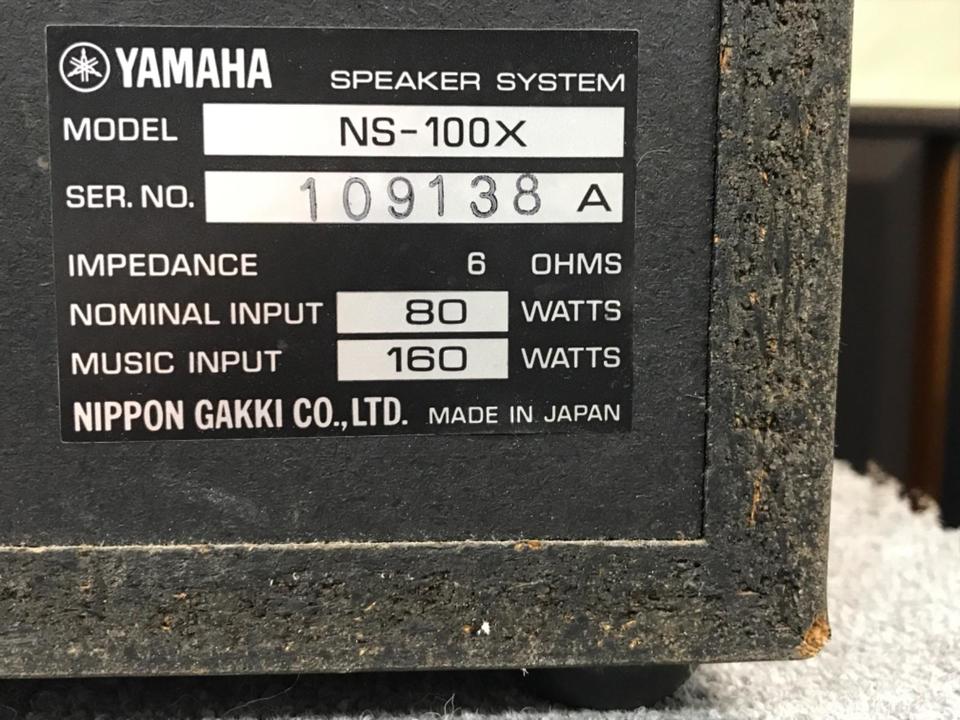 YAMAHA SPEAKER SYSTEM
MODEL NS-100X
SER. NO. 109138 A
IMPEDANCE 6 OHMS
NOMINAL INPUT 80 WATTS
MUSIC INPUT 160 WATTS
NIPPON GAKKI CO.,LTD. MADE IN JAPAN